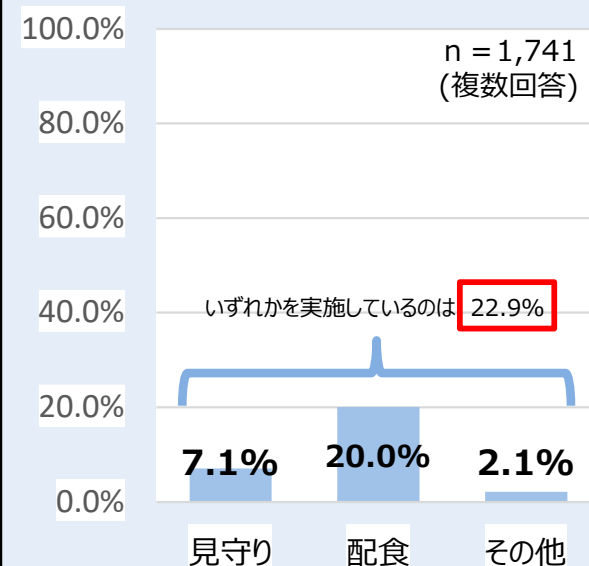 100.0%
n = 1,741
(複数回答)
80.0%
60.0%
40.0%
いずれかを実施しているのは 22.9%
20.0%
7.1% 20.0% 2.1%
0.0%
見守り 配食 その他